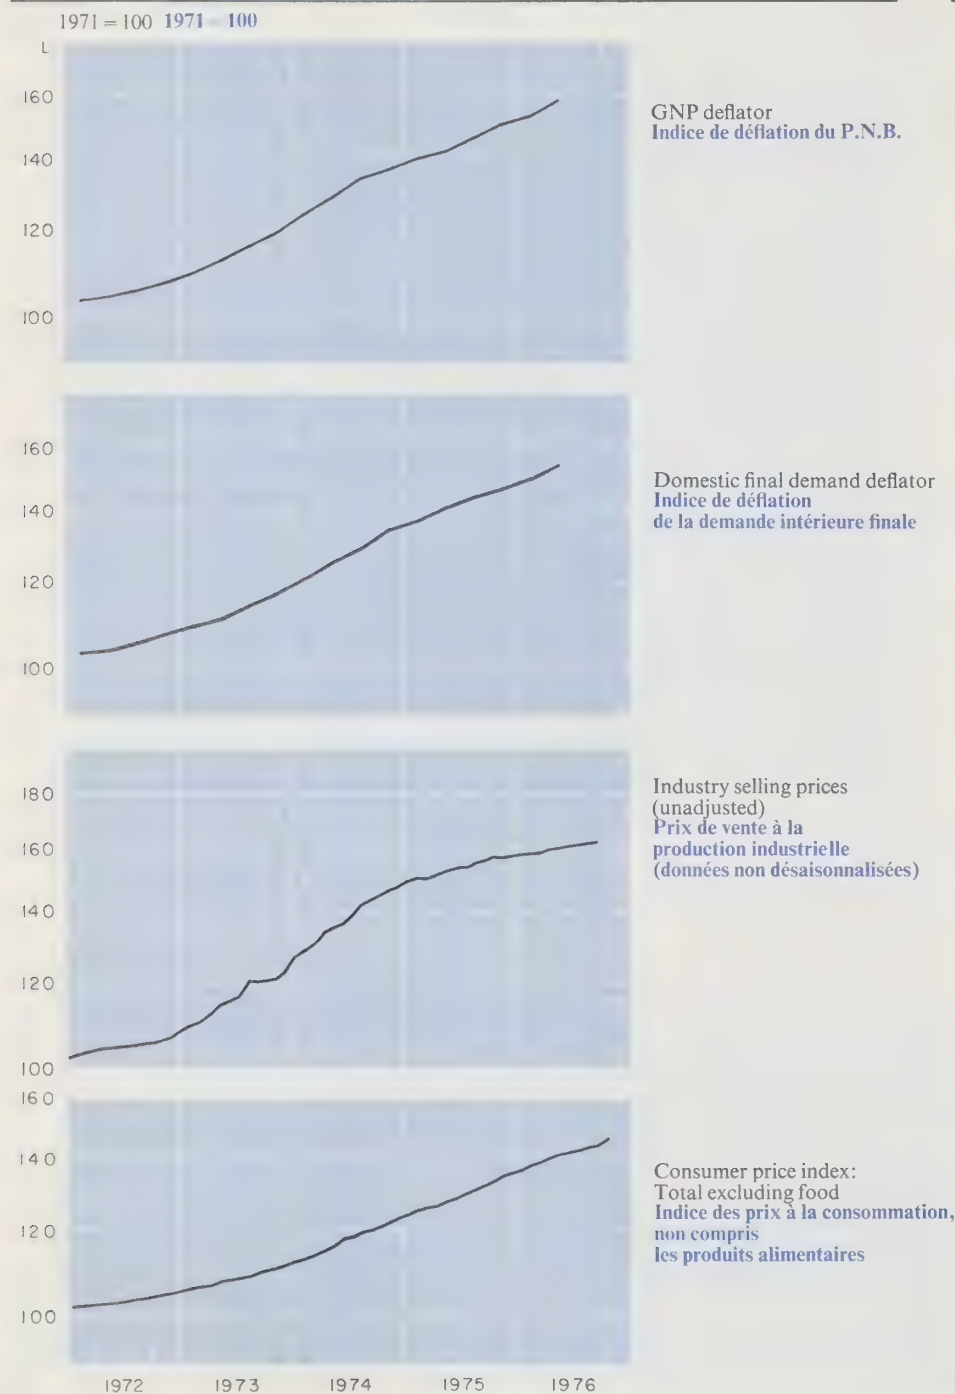 1971 = 100 1971 = 100
L
160
140
120
100
GNP deflator
Indice de déflation du P.N.B.
160
140
120
100
Domestic final demand deflator
Indice de déflation
de la demande intérieure finale
180
160
140
120
100
Industry selling prices
(unadjusted)
Prix de vente à la
production industrielle
(données non désaisonnalisées)
160
140
120
100
Consumer price index:
Total excluding food
Indice des prix à la consommation,
non compris
les produits alimentaires
1972 1973 1974 1975 1976